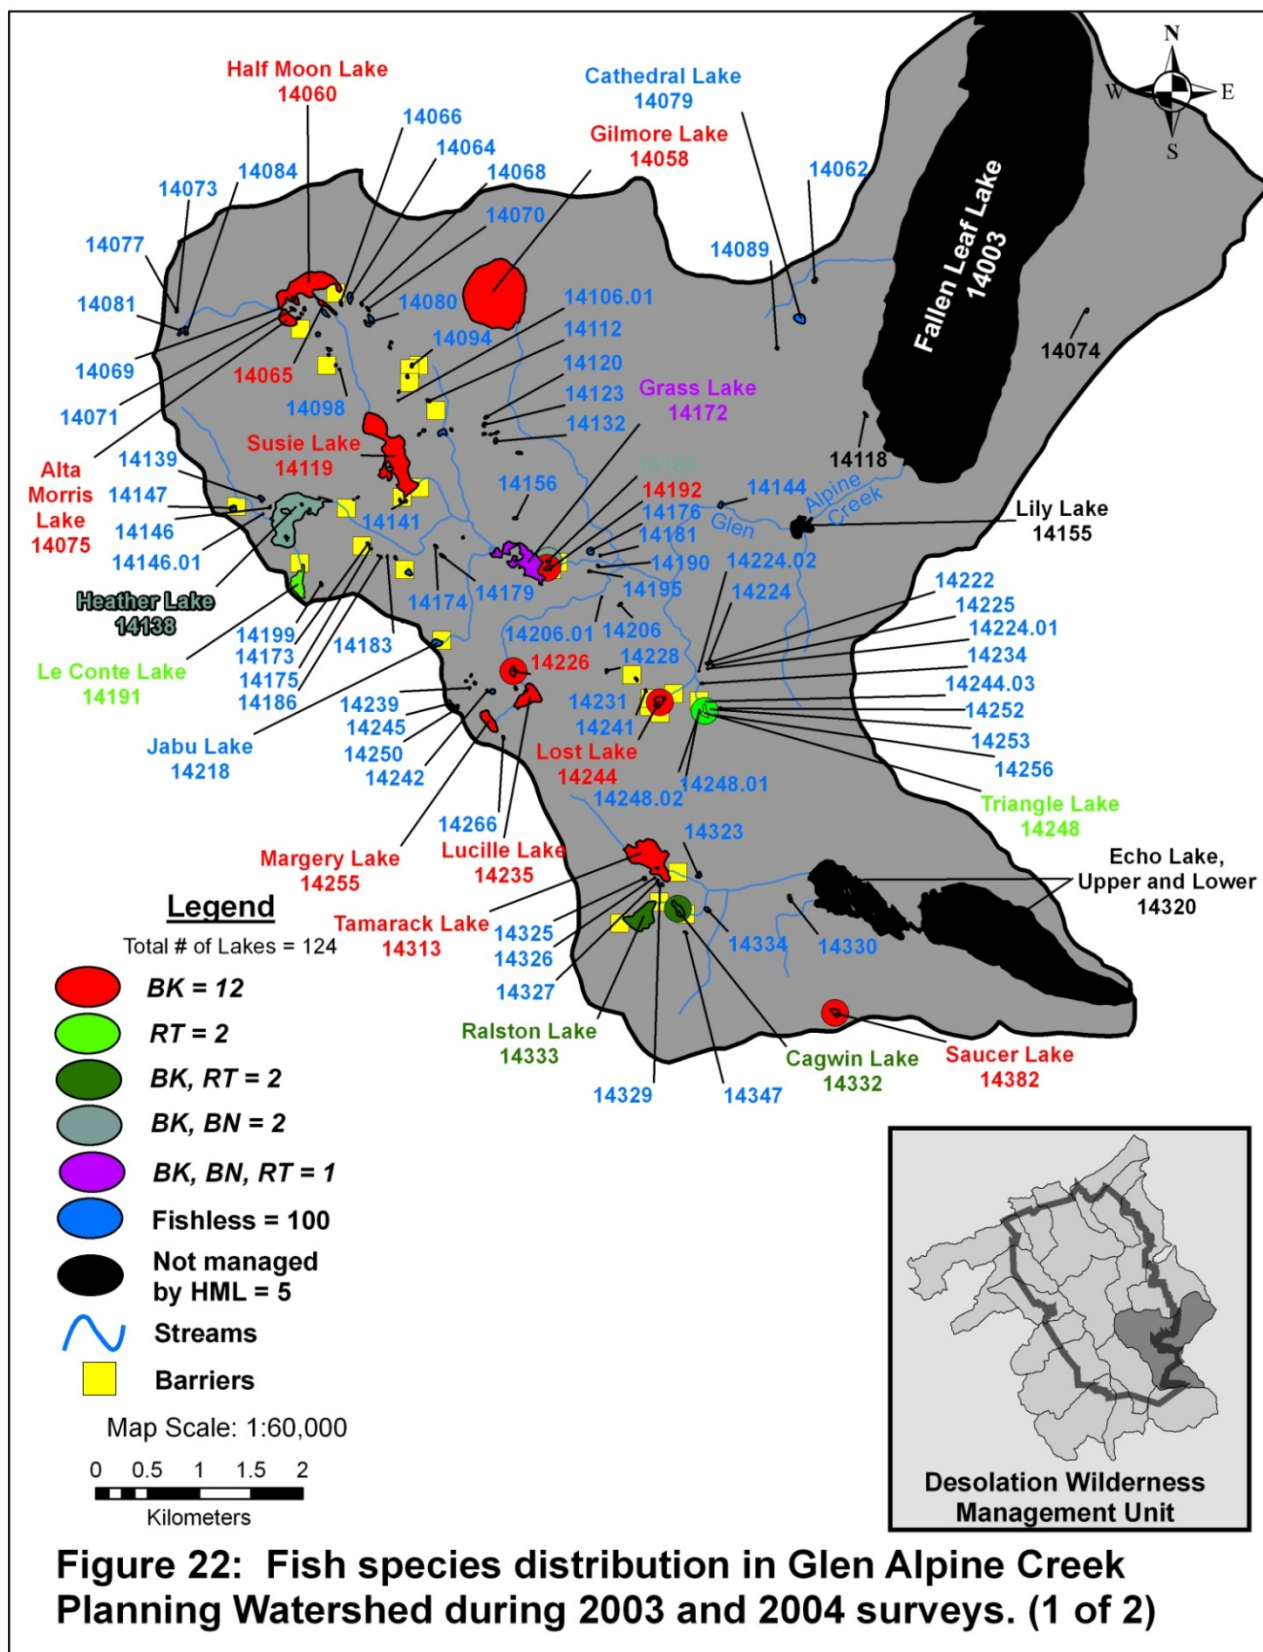 N
W
E
S
Half Moon Lake
14060
Cathedral Lake
14079
Gilmore Lake
14058
14066
14064
14068
14070
14062
14084
14073
14077
14081
14089
Fallen Leaf Lake
14003
14080
14094
14106.01
14112
14120
14123
14132
14074
14069
14071
14065
14098
Grass Lake
14172
14118
Alta
Morris
Lake
14075
Susie Lake
14119
14139
14147
14146
14146.01
14141
14156
14189
14192
14176
14181
14190
14195
14144
Glen
Alpine
Creek
Lily Lake
14155
Heather Lake
14138
14174
14179
14224.02
14224
14222
14225
14224.01
14234
14244.03
14252
14253
14256
14199
14173
14175
14186
14183
14206.01
14206
14228
14226
14231
14241
Le Conte Lake
14191
Jabu Lake
14218
14239
14245
14250
14242
Lost Lake
14244
14248.02
14248.01
Triangle Lake
14248
14266
Margery Lake
14255
Lucille Lake
14235
14323
Echo Lake,
Upper and Lower
14320
Tamarack Lake
14313
14325
14326
14327
14334
14330
Ralston Lake
14333
Cagwin Lake
14332
Saucer Lake
14382
14329
14347
Legend
Total # of Lakes = 124
BK = 12
RT = 2
BK, RT = 2
BK, BN = 2
BK, BN, RT = 1
Fishless = 100
Not managed
by HML = 5
Streams
Barriers
Map Scale: 1:60,000
0 0.5 1 1.5 2
Kilometers
Desolation Wilderness
Management Unit
Figure 22: Fish species distribution in Glen Alpine Creek
Planning Watershed during 2003 and 2004 surveys. (1 of 2)